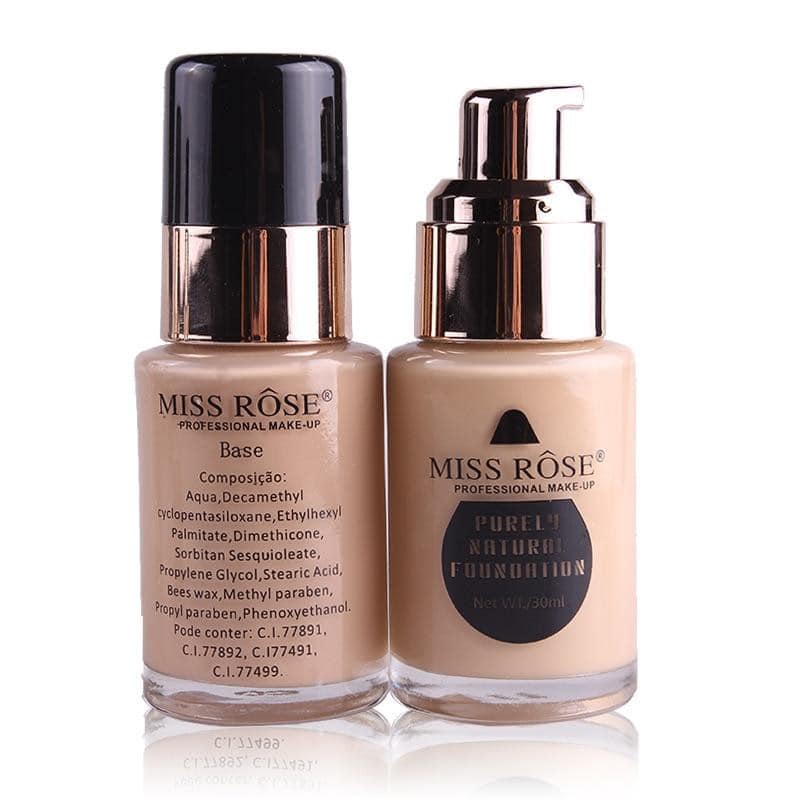 MISS RÔSE®
PROFESSIONAL MAKE-UP
Base
Composição:
Aqua,Decamethyl
cyclopentasiloxane,Ethylhexyl
Palmitate,Dimethicone,
Sorbitan Sesquioleate,
Propylene Glycol,Stearic Acid,
Bees wax,Methyl paraben,
Propyl paraben,Phenoxyethanol.
Pode conter: C.I.77891,
C.I.77892, C.I77491,
C.I.77499.
MISS RÔSE®
PROFESSIONAL MAKE-UP
PURELY
NATURAL
FOUNDATION
Net WT./30ml